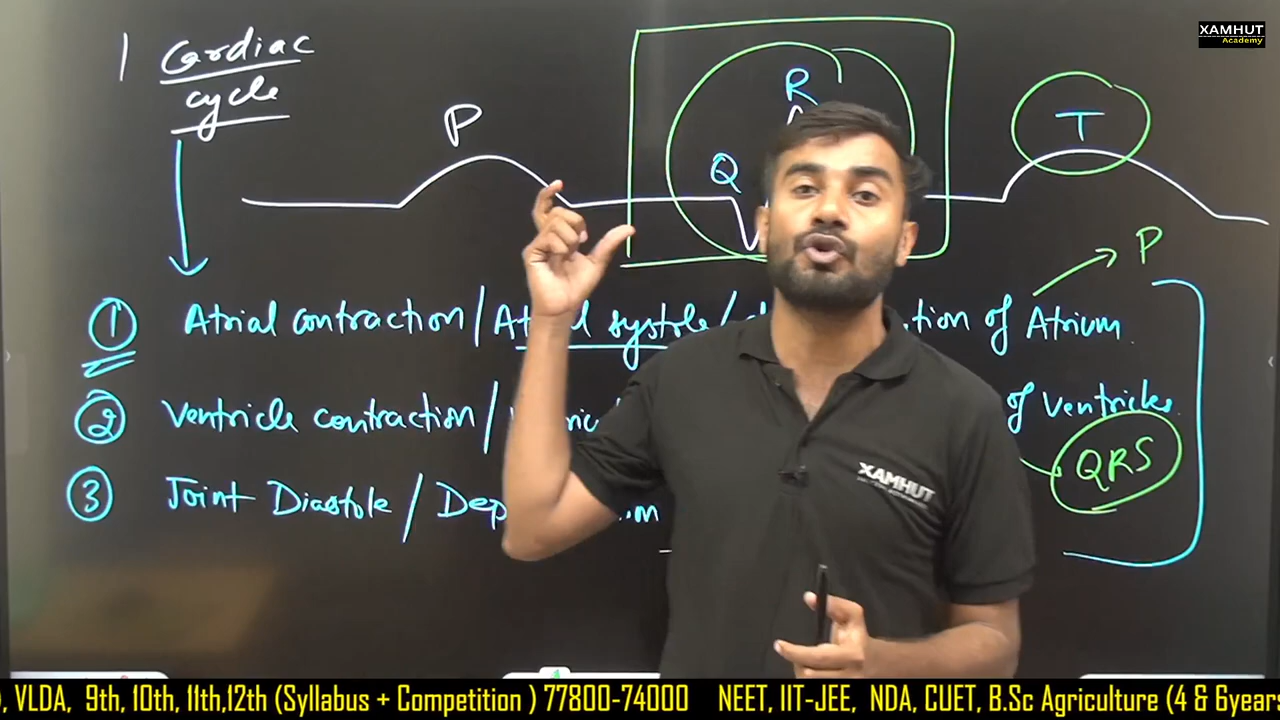 XAMHUT
Academy
| Cardiac
cycle
P
Q
R
T
P
① Atrial contraction / At systole / tion of Atrium
② Ventricle contraction / of ventricles
QRS
③ Joint Diastole / Dep
XAMHUT
, VLDA, 9th, 10th, 11th,12th (Syllabus + Competition ) 77800-74000 NEET, IIT-JEE, NDA, CUET, B.Sc Agriculture (4 & 6years